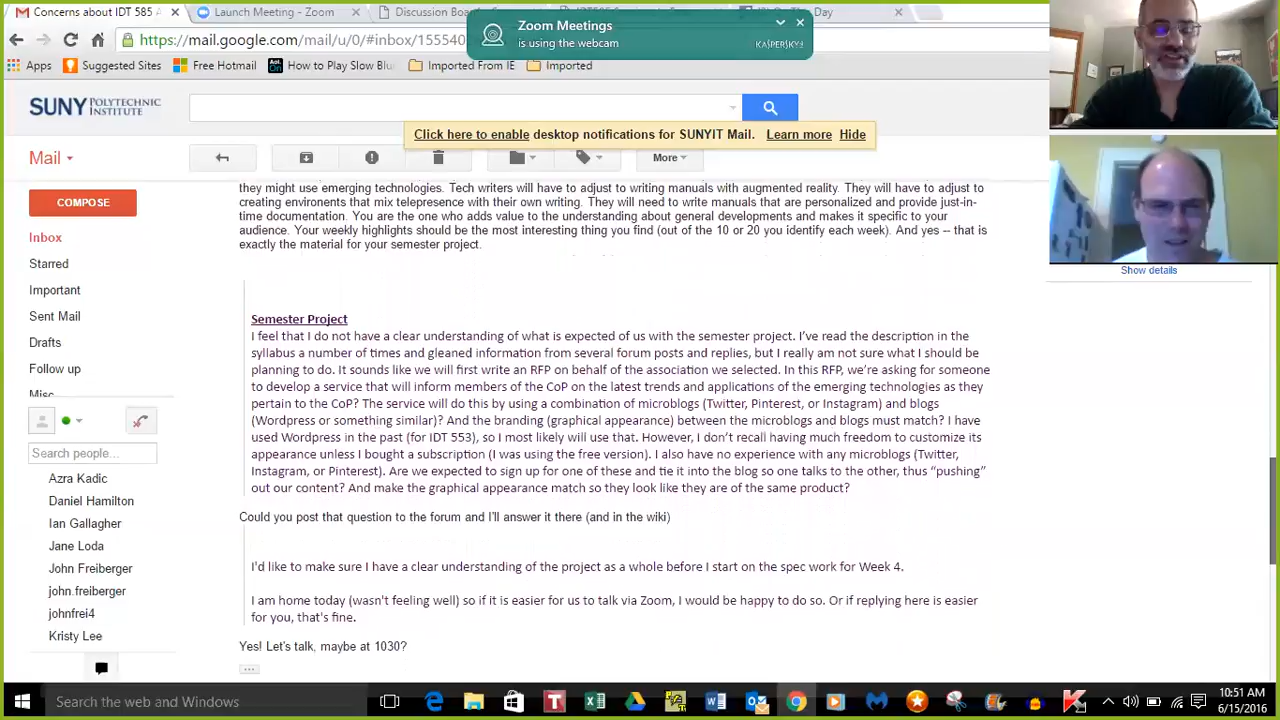 Concerns about IDT 585 A
Launch Meeting - Zoom
Discussion Board
On The Day
Zoom Meetings
is using the webcam
KASPERSKY
https://mail.google.com/mail/u/0/#inbox/155540
Apps
Suggested Sites
Free Hotmail
How to Play Slow Blu
Imported From IE
Imported
SUNY POLYTECHNIC
INSTITUTE
Click here to enable desktop notifications for SUNYIT Mail. Learn more Hide
Mail
More
COMPOSE
Inbox
Starred
Important
Sent Mail
Drafts
Follow up
Misc
Search people...
Azra Kadic
Daniel Hamilton
Ian Gallagher
Jane Loda
John Freiberger
john.freiberger
johnfrei4
Kristy Lee
they might use emerging technologies. Tech writers will have to adjust to writing manuals with augmented reality. They will have to adjust to
creating environents that mix telepresence with their own writing. They will need to write manuals that are personalized and provide just-in-
time documentation. You are the one who adds value to the understanding about general developments and makes it specific to your
audience. Your weekly highlights should be the most interesting thing you find (out of the 10 or 20 you identify each week). And yes -- that is
exactly the material for your semester project.
Semester Project
I feel that I do not have a clear understanding of what is expected of us with the semester project. I've read the description in the
syllabus a number of times and gleaned information from several forum posts and replies, but I really am not sure what I should be
planning to do. It sounds like we will first write an RFP on behalf of the association we selected. In this RFP, we're asking for someone
to develop a service that will inform members of the CoP on the latest trends and applications of the emerging technologies as they
pertain to the CoP? The service will do this by using a combination of microblogs (Twitter, Pinterest, or Instagram) and blogs
(Wordpress or something similar)? And the branding (graphical appearance) between the microblogs and blogs must match? I have
used Wordpress in the past (for IDT 553), so I most likely will use that. However, I don't recall having much freedom to customize its
appearance unless I bought a subscription (I was using the free version). I also have no experience with any microblogs (Twitter,
Instagram, or Pinterest). Are we expected to sign up for one of these and tie it into the blog so one talks to the other, thus "pushing"
out our content? And make the graphical appearance match so they look like they are of the same product?
Could you post that question to the forum and I'll answer it there (and in the wiki)
I'd like to make sure I have a clear understanding of the project as a whole before I start on the spec work for Week 4.
I am home today (wasn't feeling well) so if it is easier for us to talk via Zoom, I would be happy to do so. Or if replying here is easier
for you, that's fine.
Yes! Let's talk, maybe at 1030?
Show details
Search the web and Windows
10:51 AM
6/15/2016